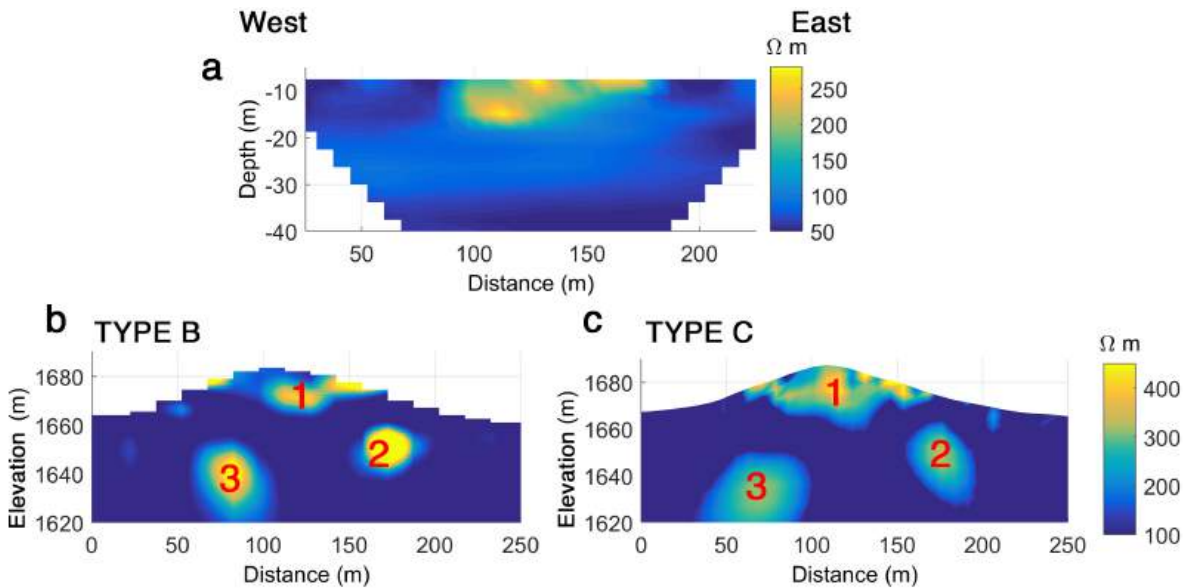 West East
a
Ω m
-10
-20
-30
-40
Depth (m)
50 100 150 200
Distance (m)
250
200
150
100
50
b TYPE B
1680
1660
1640
1620
Elevation (m)
0 50 100 150 200 250
Distance (m)
1
2
3
c TYPE C
1680
1660
1640
1620
Elevation (m)
0 50 100 150 200 250
Distance (m)
1
2
3
Ω m
400
300
200
100